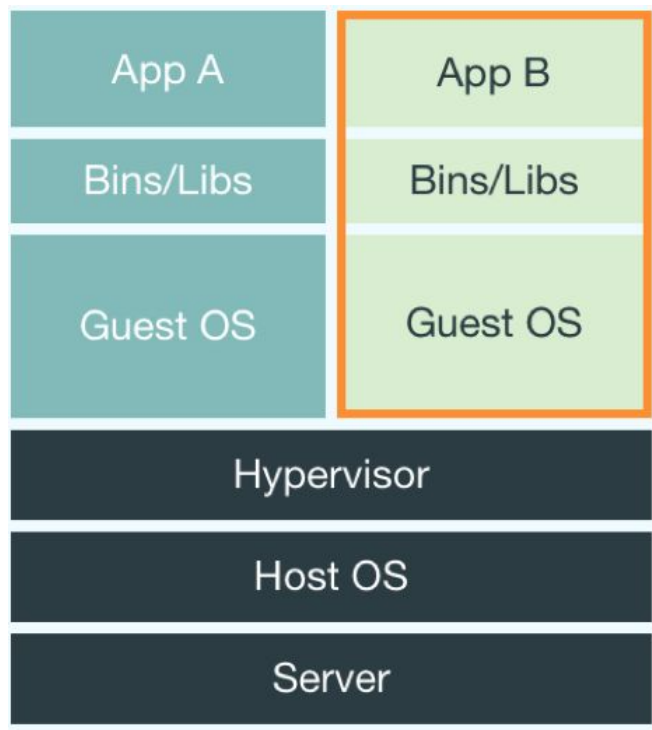 App A
App B
Bins/Libs
Bins/Libs
Guest OS
Guest OS
Hypervisor
Host OS
Server